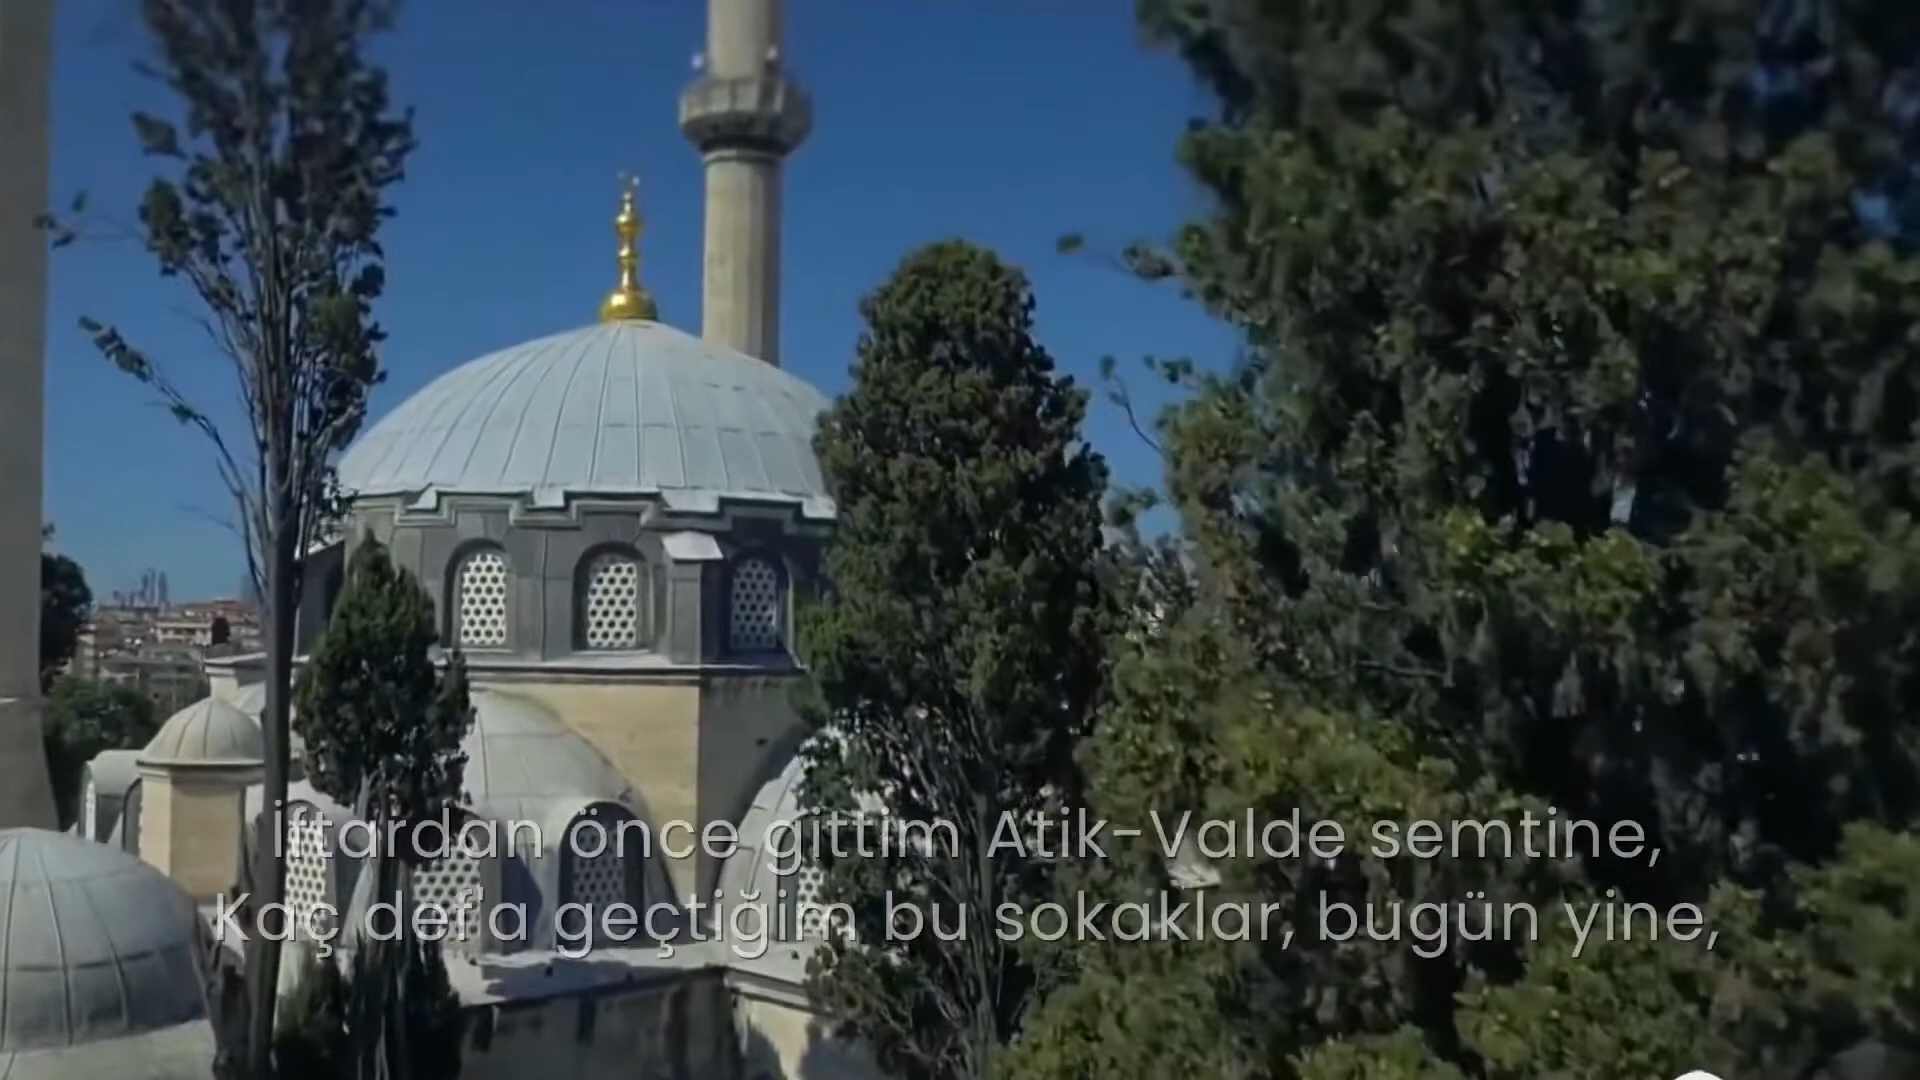 İftardan önce gittim Atik-Valde semtine,
Kaç def'a geçtiğim bu sokaklar, bugün yine,